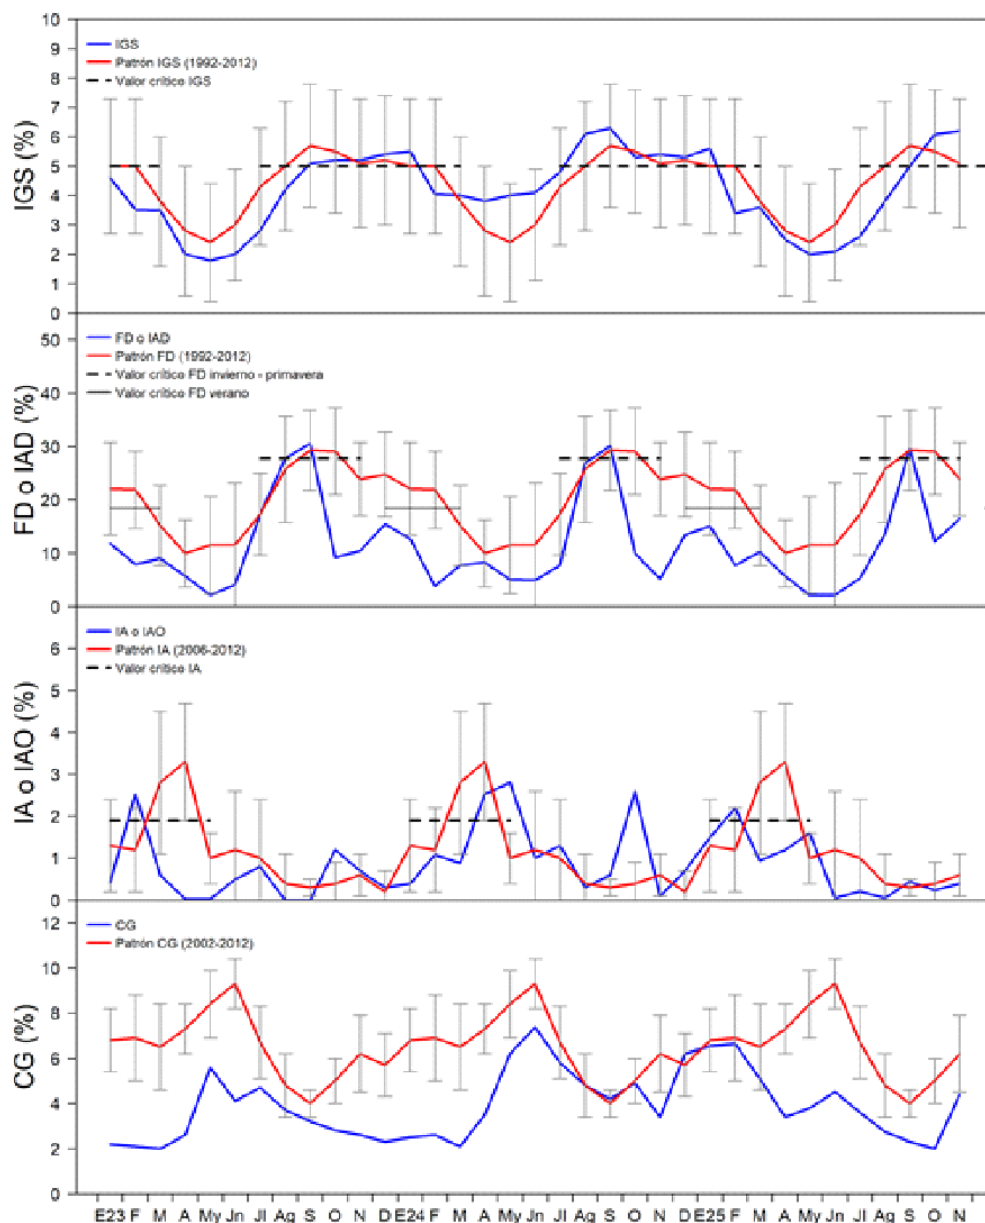 IGS (%)
10
9
8
7
6
5
4
3
2
1
0
IGS
Patrón IGS (1992-2012)
Valor crítico IGS
FD o IAD (%)
50
40
30
20
10
0
FD o IAD
Patrón FD (1992-2012)
Valor crítico FD invierno - primavera
Valor crítico FD verano
IA o IAO (%)
6
5
4
3
2
1
0
IA o IAO
Patrón IA (2006-2012)
Valor crítico IA
CG (%)
12
10
8
6
4
2
0
CG
Patrón CG (2002-2012)
E23 F M A My Jn Jl Ag S O N D E24 F M A My Jn Jl Ag S O N D E25 F M A My Jn Jl Ag S O N